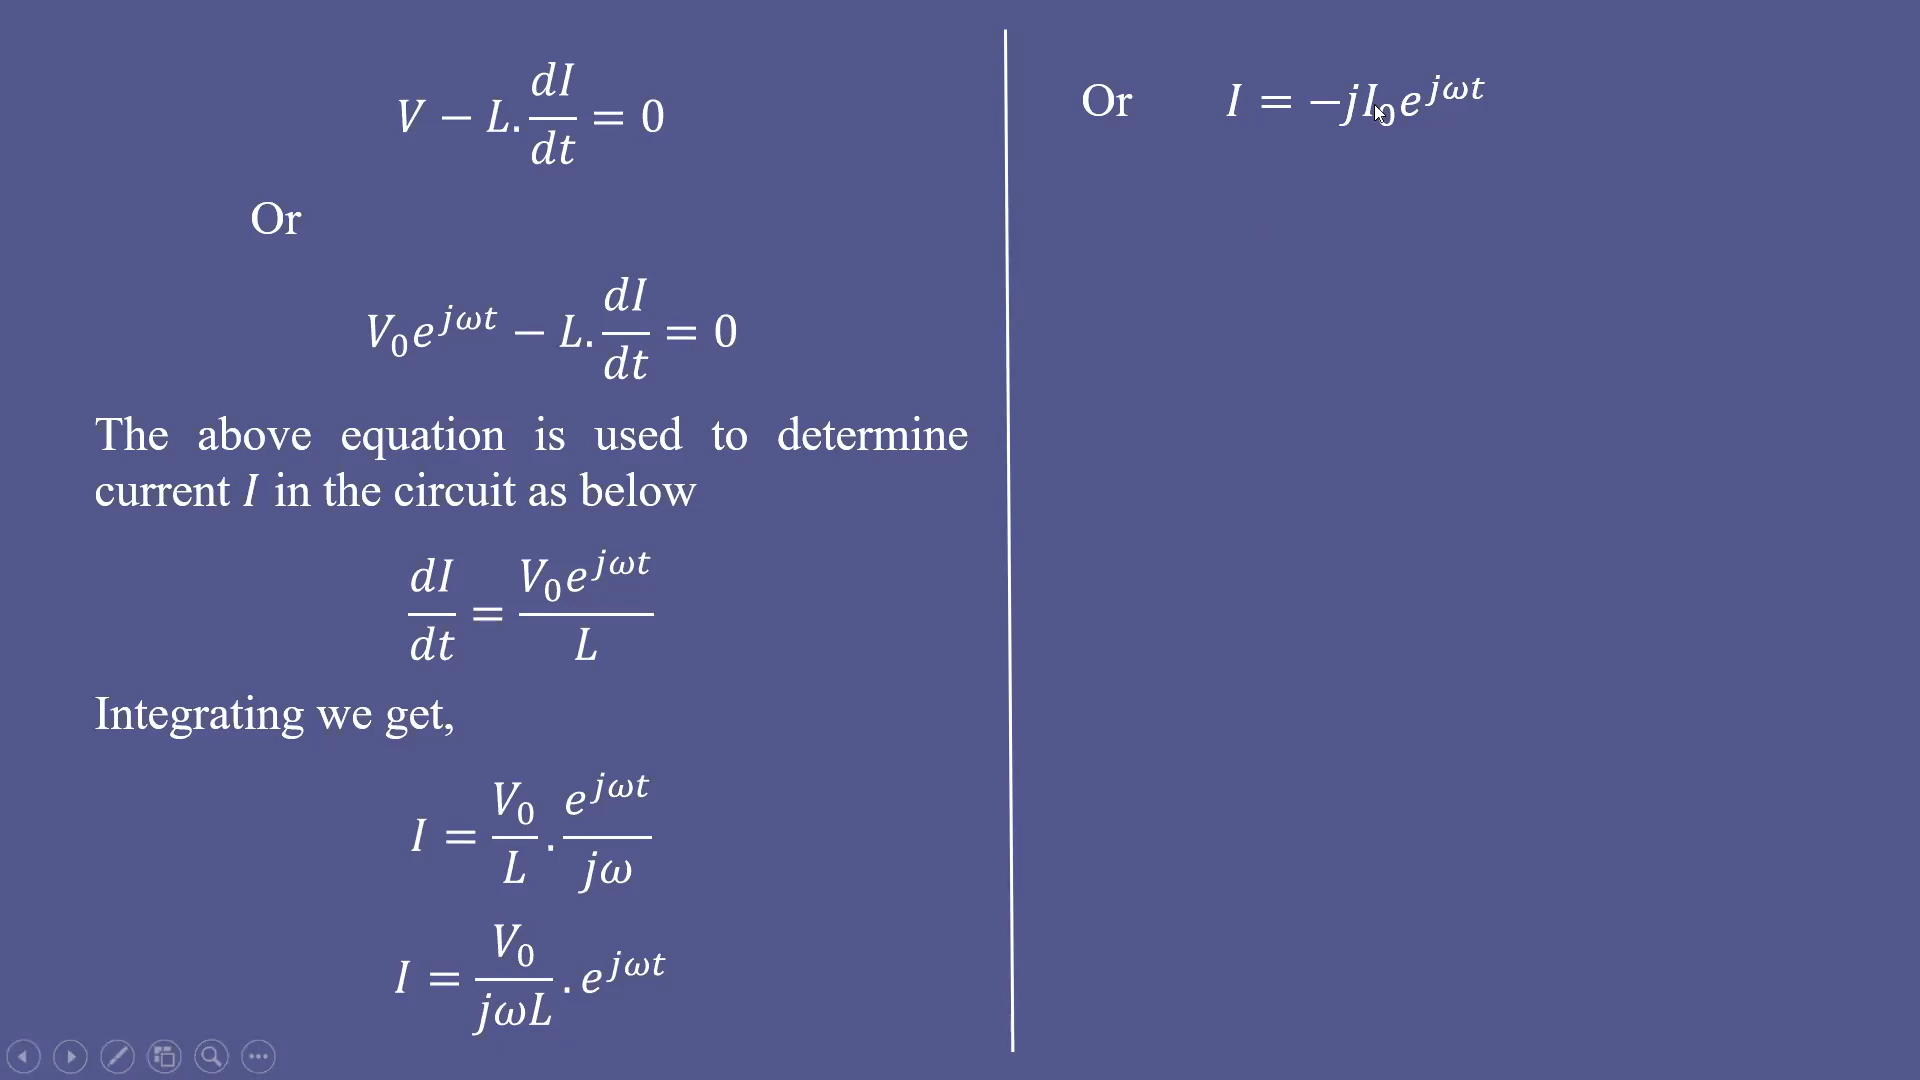 V − L. dI/dt = 0
Or
V₀e^{jωt} − L. dI/dt = 0
The above equation is used to determine
current I in the circuit as below
dI/dt = V₀e^{jωt}/L
Integrating we get,
I = V₀/L . e^{jωt}/jω
I = V₀/jωL . e^{jωt}
Or I = −jI₀e^{jωt}